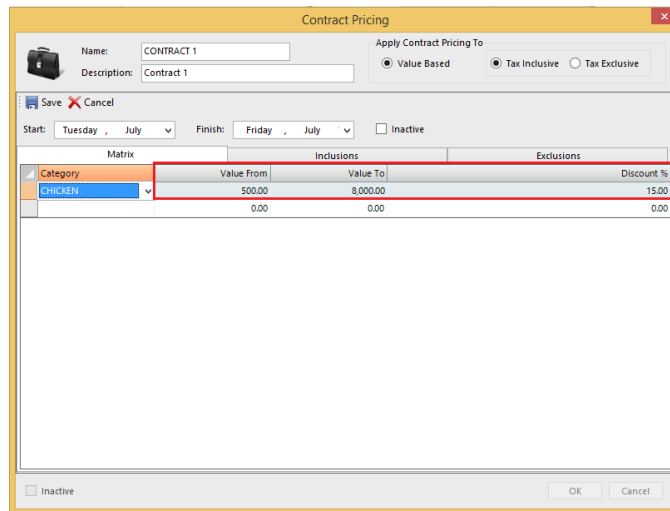 Contract Pricing
Name: CONTRACT 1
Description: Contract 1
Apply Contract Pricing To
Value Based Tax Inclusive Tax Exclusive
Save Cancel
Start: Tuesday , July Finish: Friday , July Inactive
Matrix Inclusions Exclusions
Category Value From Value To Discount %
CHICKEN 500.00 8,000.00 15.00
0.00 0.00 0.00
Inactive OK Cancel